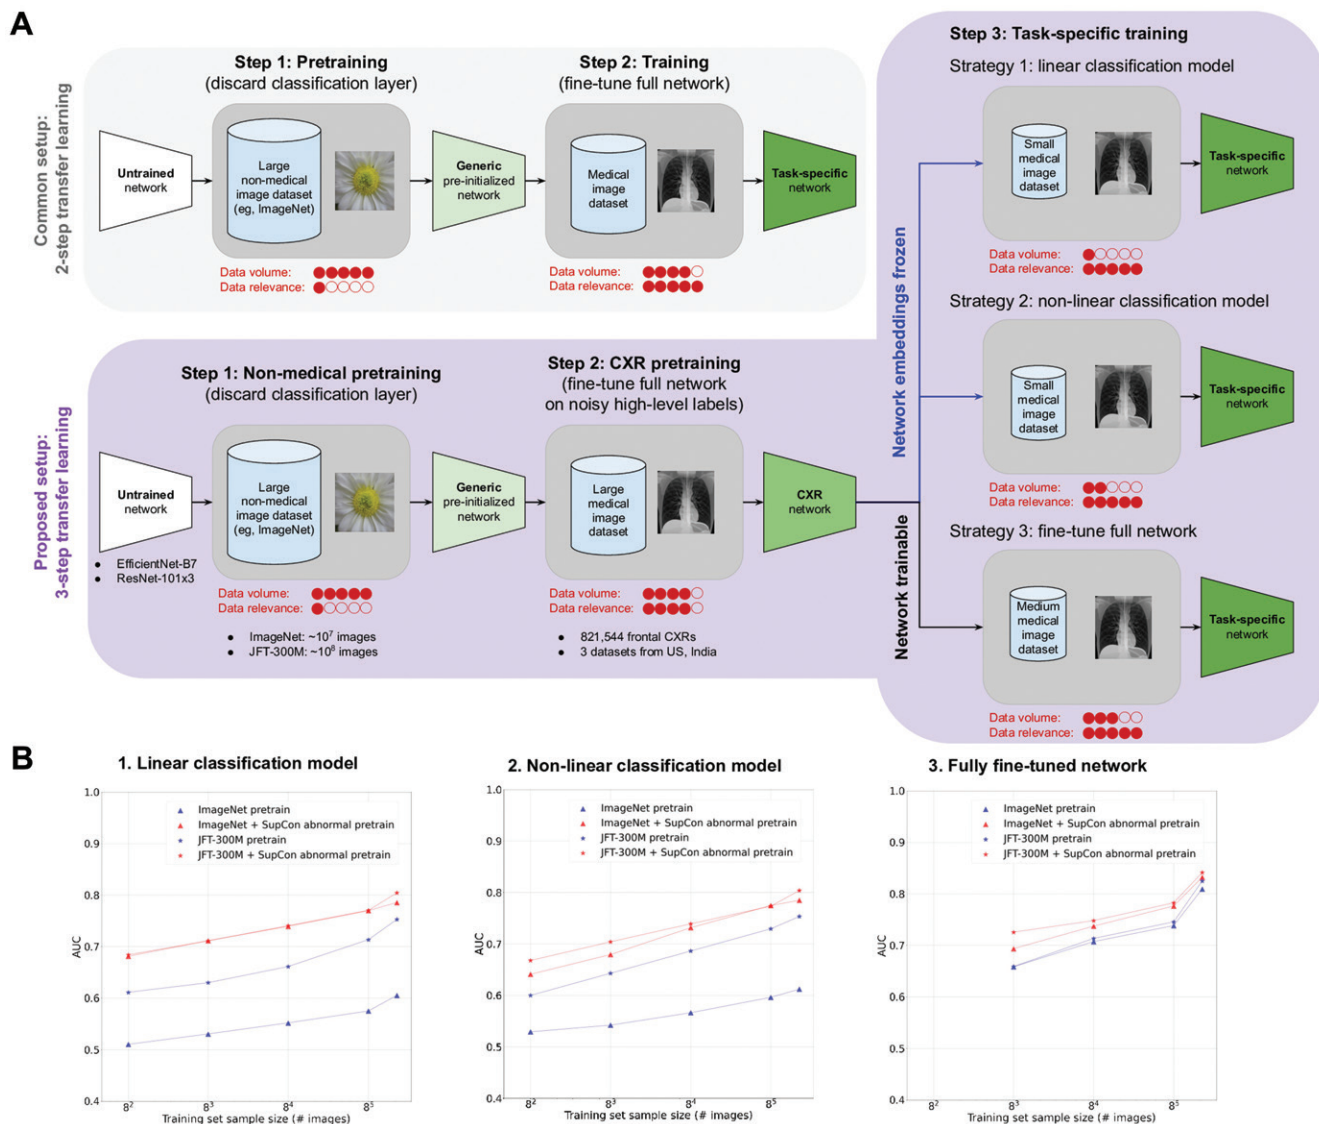 A
Common setup:
2-step transfer learning
Step 1: Pretraining
(discard classification layer)
Step 2: Training
(fine-tune full network)
Untrained
network
Large
non-medical
image dataset
(eg, ImageNet)
Generic
pre-initialized
network
Medical
image
dataset
Task-specific
network
Data volume:
Data relevance:
Data volume:
Data relevance:
Proposed setup:
3-step transfer learning
Step 1: Non-medical pretraining
(discard classification layer)
Step 2: CXR pretraining
(fine-tune full network
on noisy high-level labels)
Untrained
network
• EfficientNet-B7
• ResNet-101x3
Large
non-medical
image dataset
(eg, ImageNet)
Generic
pre-initialized
network
Large
medical
image
dataset
CXR
network
Data volume:
Data relevance:
• ImageNet: ~10⁷ images
• JFT-300M: ~10⁸ images
Data volume:
Data relevance:
• 821,544 frontal CXRs
• 3 datasets from US, India
Network embeddings frozen
Network trainable
Step 3: Task-specific training
Strategy 1: linear classification model
Small
medical
image
dataset
Task-specific
network
Data volume:
Data relevance:
Strategy 2: non-linear classification model
Small
medical
image
dataset
Task-specific
network
Data volume:
Data relevance:
Strategy 3: fine-tune full network
Medium
medical
image
dataset
Task-specific
network
Data volume:
Data relevance:
B
1. Linear classification model
ImageNet pretrain
ImageNet + SupCon abnormal pretrain
JFT-300M pretrain
JFT-300M + SupCon abnormal pretrain
AUC
1.0
0.9
0.8
0.7
0.6
0.5
0.4
8² 8³ 8⁴ 8⁵
Training set sample size (# images)
2. Non-linear classification model
ImageNet pretrain
ImageNet + SupCon abnormal pretrain
JFT-300M pretrain
JFT-300M + SupCon abnormal pretrain
AUC
1.0
0.9
0.8
0.7
0.6
0.5
0.4
8² 8³ 8⁴ 8⁵
Training set sample size (# images)
3. Fully fine-tuned network
ImageNet pretrain
ImageNet + SupCon abnormal pretrain
JFT-300M pretrain
JFT-300M + SupCon abnormal pretrain
AUC
1.0
0.9
0.8
0.7
0.6
0.5
0.4
8² 8³ 8⁴ 8⁵
Training set sample size (# images)